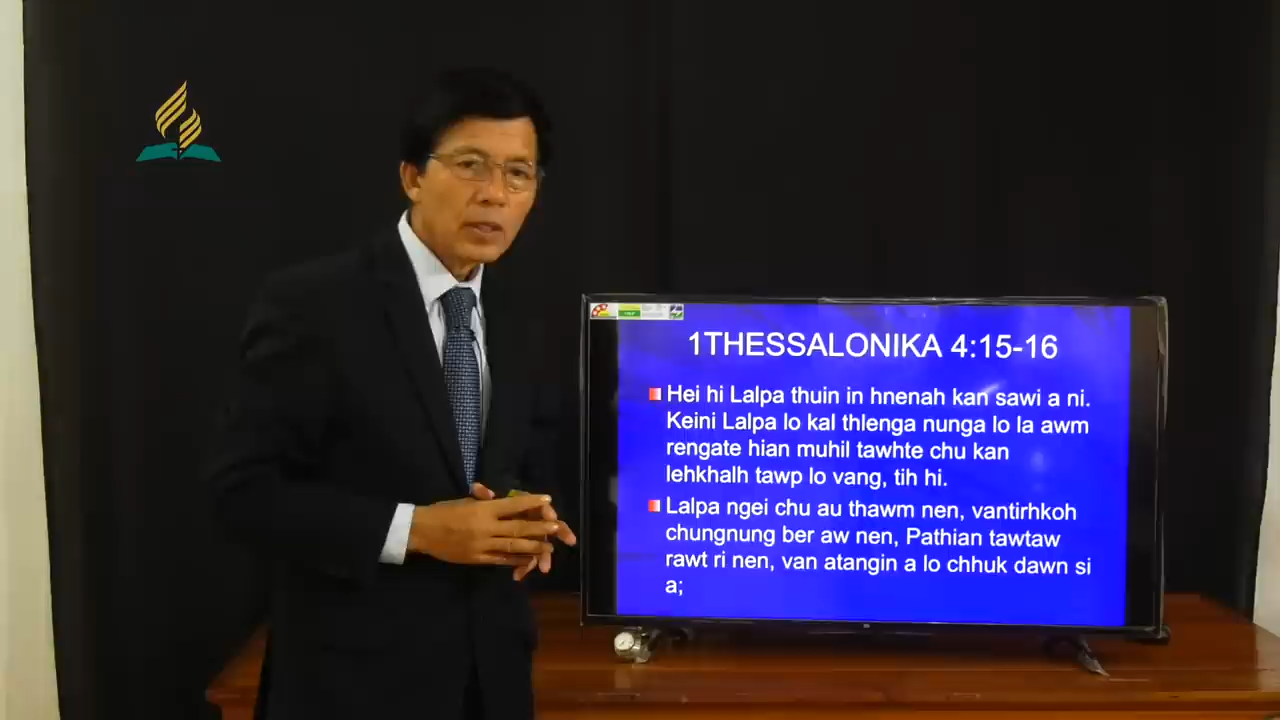 1THESSALONIKA 4:15-16
Hei hi Lalpa thuin in hnenah kan sawi a ni.
Keini Lalpa lo kal thlenga nunga lo la awm
rengate hian muhil tawhte chu kan
lehkhalh tawp lo vang, tih hi.
Lalpa ngei chu au thawm nen, vantirhkoh
chungnung ber aw nen, Pathian tawtaw
rawt ri nen, van atangin a lo chhuk dawn si
a;